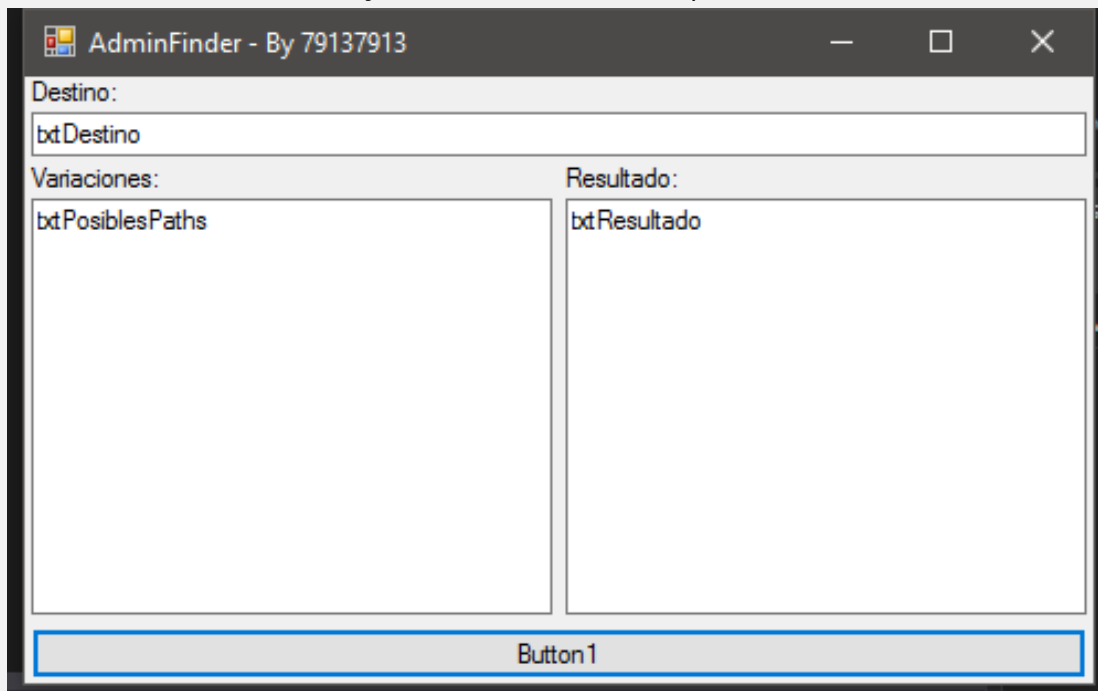 AdminFinder - By 79137913
Destino:
txtDestino
Variaciones:
Resultado:
txtPosiblesPaths
txtResultado
Button1